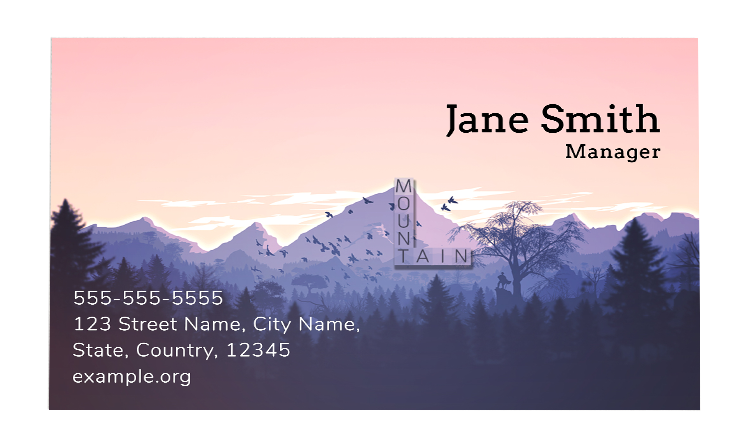 Jane Smith
Manager
MOUNTAIN
555-555-5555
123 Street Name, City Name,
State, Country, 12345
example.org